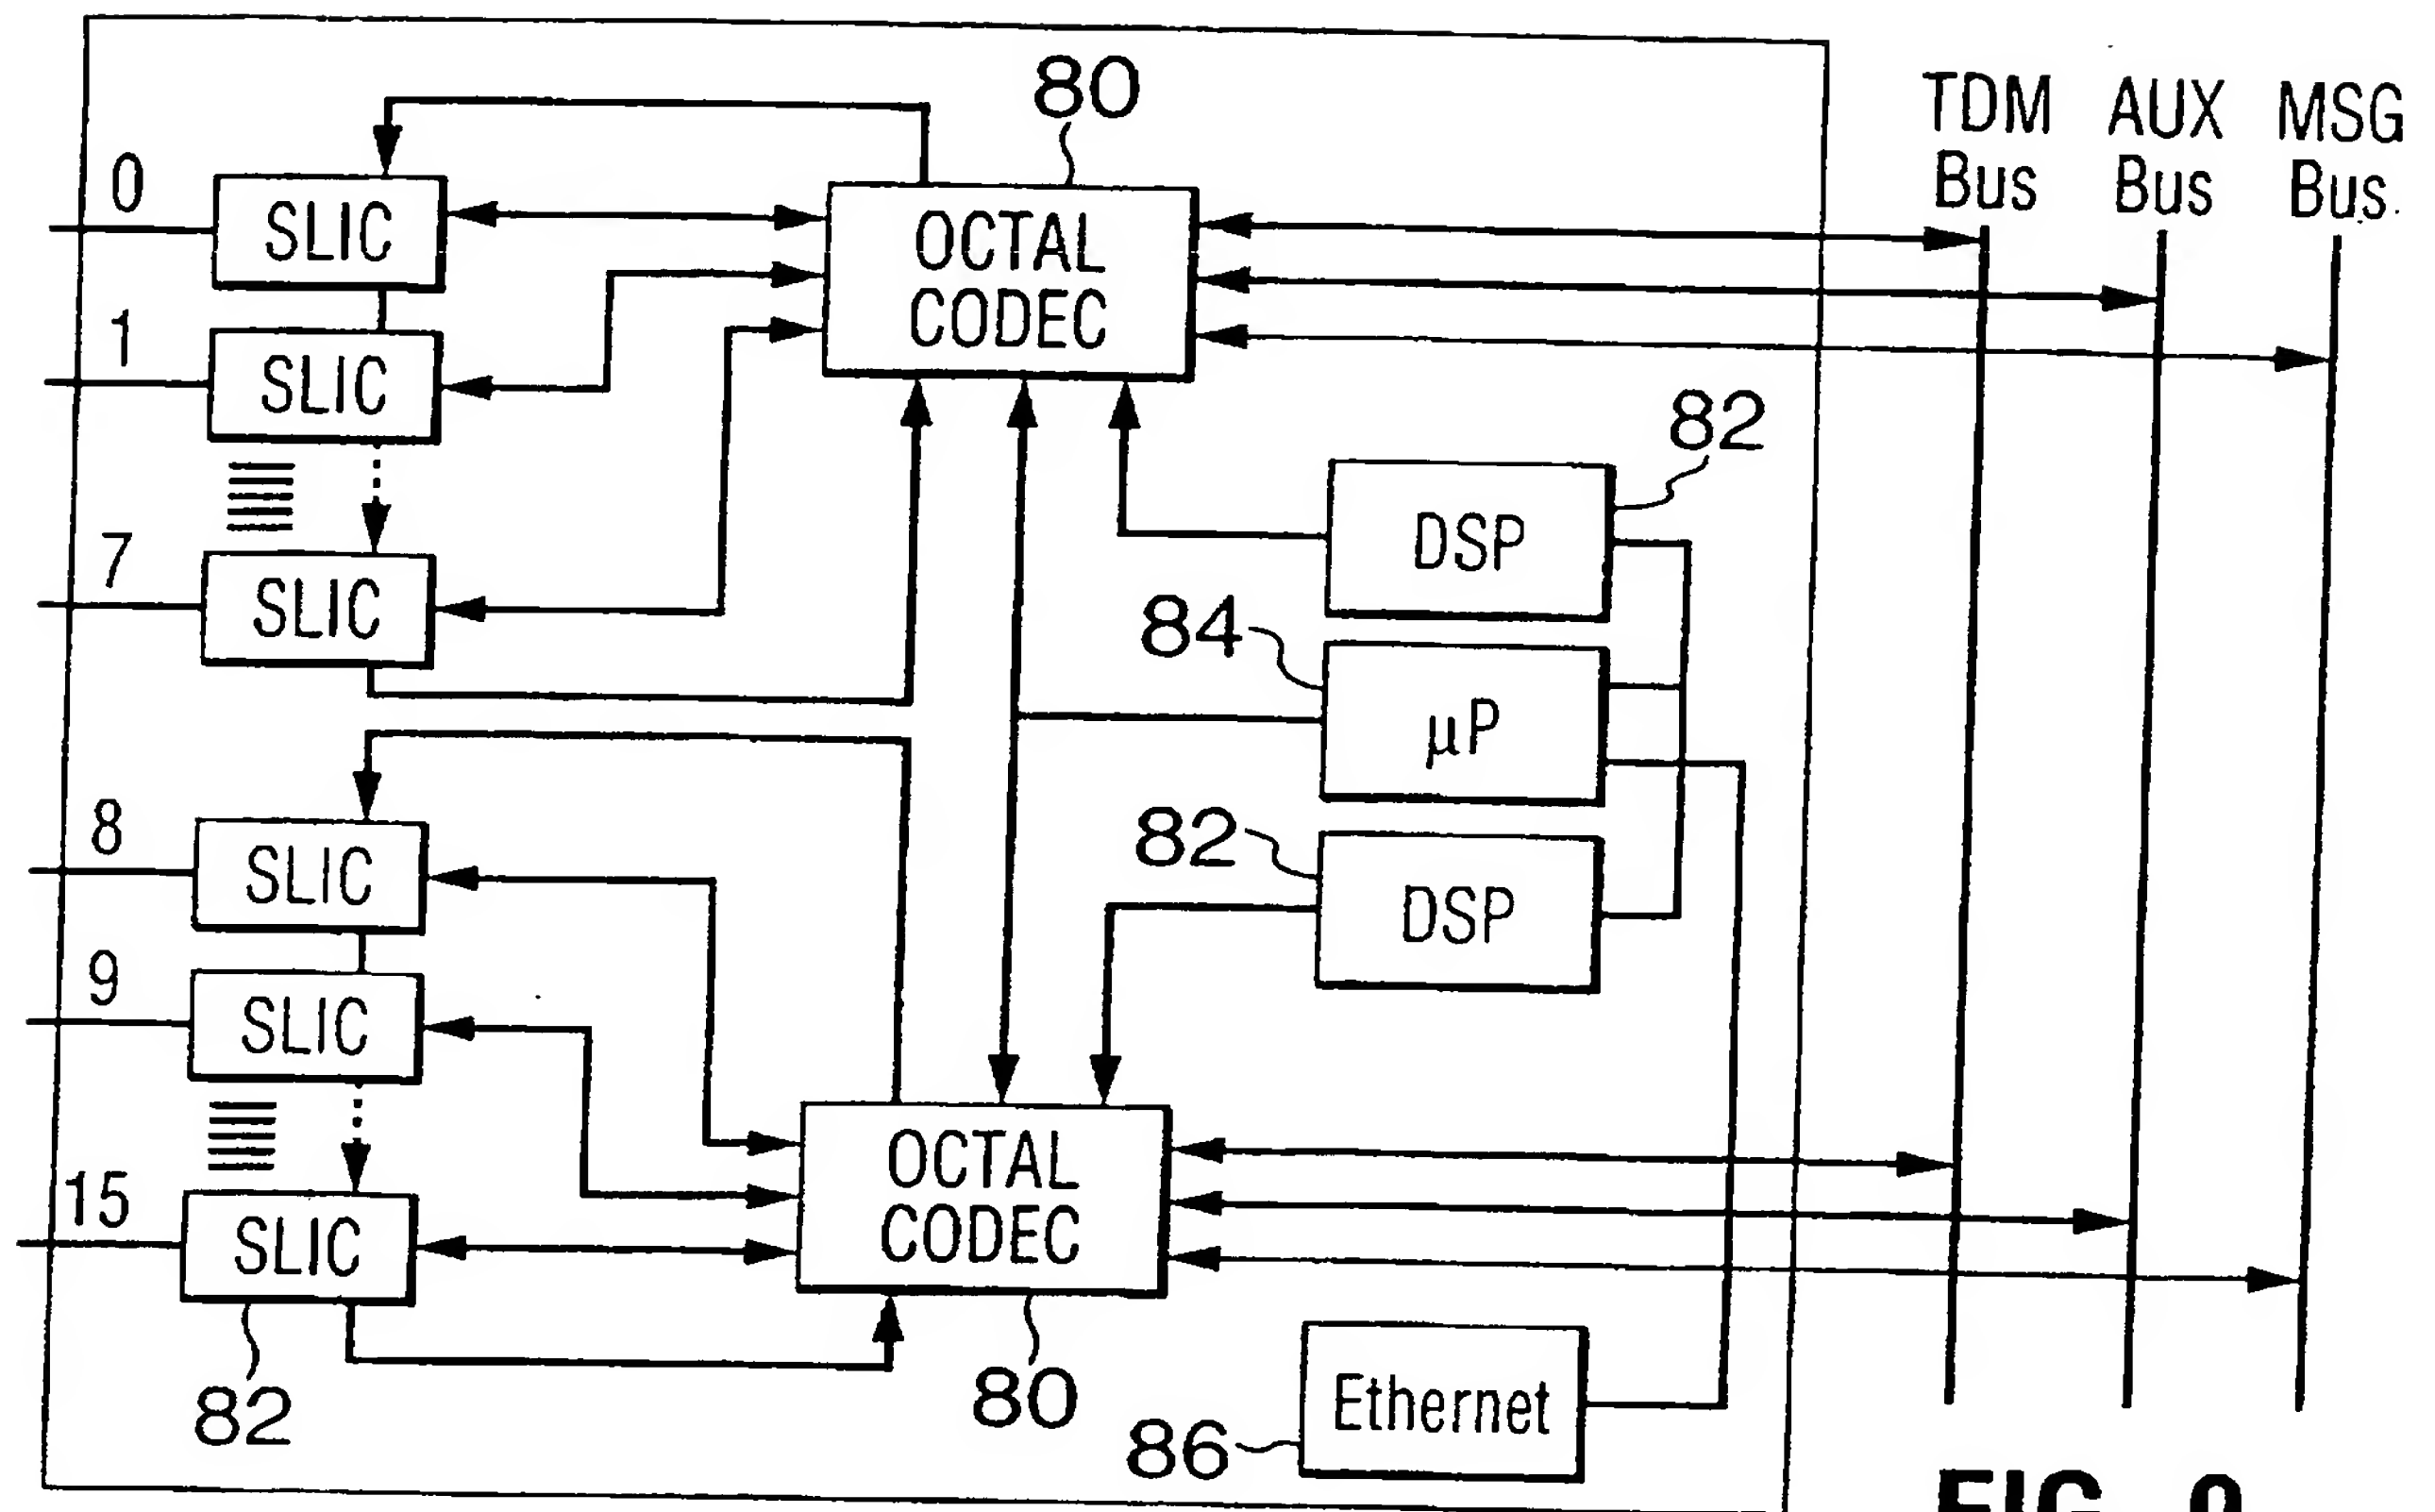 80
TDM Bus
AUX Bus
MSG Bus
0
SLIC
OCTAL CODEC
1
SLIC
82
DSP
7
SLIC
84
µP
8
SLIC
82
DSP
9
SLIC
15
SLIC
OCTAL CODEC
82
80
Ethernet
86
FIG.